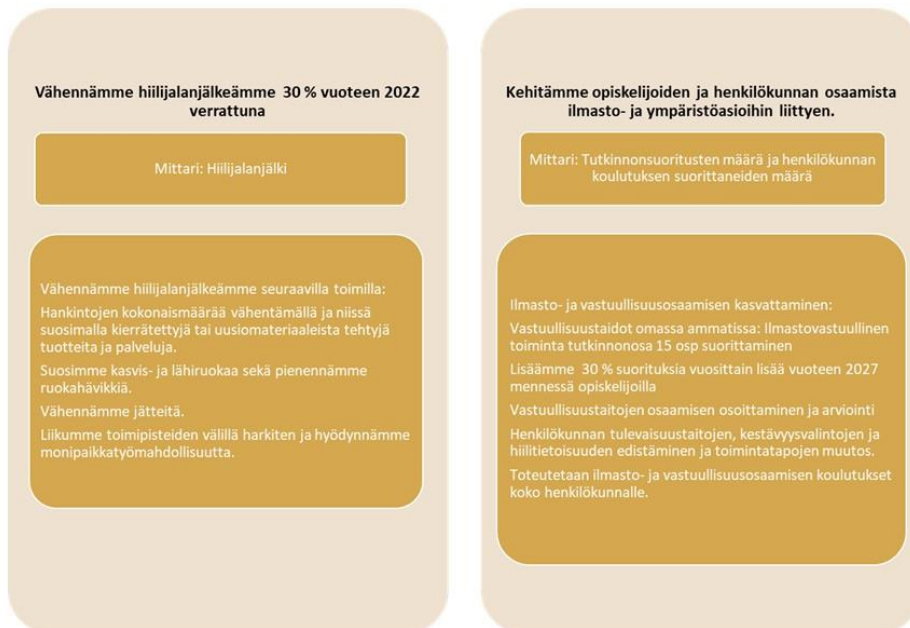 Vähennämme hiilijalanjälkeämme 30 % vuoteen 2022
verrattuna
Mittari: Hiilijalanjälki
Vähennämme hiilijalanjälkeämme seuraavilla toimilla:
Hankintojen kokonaismäärää vähentämällä ja niissä
suosimalla kierrätettyjä tai uusiomateriaaleista tehtyjä
tuotteita ja palveluja.
Suosimme kasvis- ja lähiruokaa sekä pienennämme
ruokahävikkiä.
Vähennämme jätteitä.
Liikumme toimipisteiden välillä harkiten ja hyödynnämme
monipaikkatyömahdollisuutta.
Kehitämme opiskelijoiden ja henkilökunnan osaamista
ilmasto- ja ympäristöasioihin liittyen.
Mittari: Tutkinnonsuoritusten määrä ja henkilökunnan
koulutuksen suorittaneiden määrä
Ilmasto- ja vastuullisuusosaamisen kasvattaminen:
Vastuullisuustaidot omassa ammatissa: Ilmastovastuullinen
toiminta tutkinnonosa 15 osp suorittaminen
Lisäämme 30 % suorituksia vuosittain lisää vuoteen 2027
mennessä opiskelijoilla
Vastuullisuustaitojen osaamisen osoittaminen ja arviointi
Henkilökunnan tulevaisuustaitojen, kestävyysvalintojen ja
hiilitietoisuuden edistäminen ja toimintatapojen muutos.
Toteutetaan ilmasto- ja vastuullisuusosaamisen koulutukset
koko henkilökunnalle.